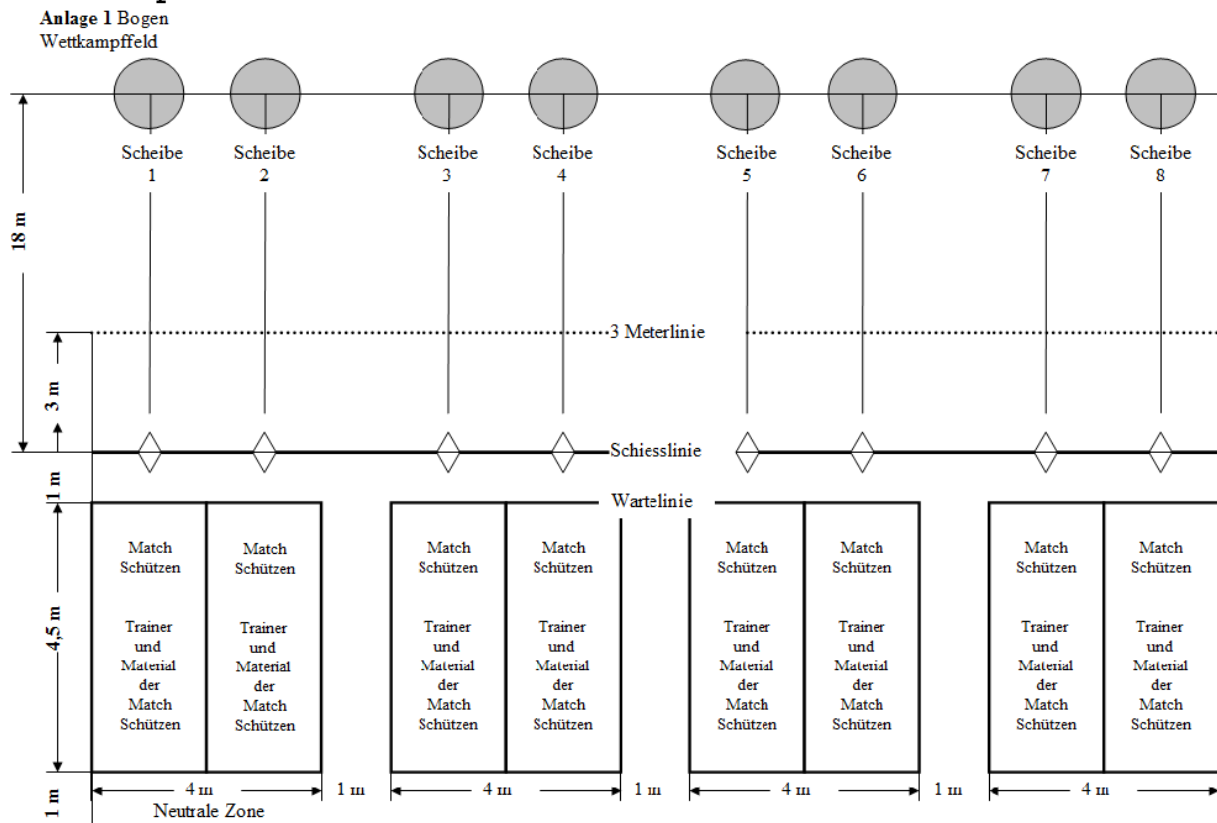 Anlage 1 Bogen
Wettkampffeld
Scheibe
1
Scheibe
2
Scheibe
3
Scheibe
4
Scheibe
5
Scheibe
6
Scheibe
7
Scheibe
8
18 m
3 Meterlinie
3 m
Schiesslinie
1 m
Wartelinie
4,5 m
Match
Schützen
Trainer
und
Material
der
Match
Schützen
Match
Schützen
Trainer
und
Material
der
Match
Schützen
Match
Schützen
Trainer
und
Material
der
Match
Schützen
Match
Schützen
Trainer
und
Material
der
Match
Schützen
Match
Schützen
Trainer
und
Material
der
Match
Schützen
Match
Schützen
Trainer
und
Material
der
Match
Schützen
Match
Schützen
Trainer
und
Material
der
Match
Schützen
Match
Schützen
Trainer
und
Material
der
Match
Schützen
4 m
1 m
4 m
1 m
4 m
1 m
4 m
1 m
Neutrale Zone